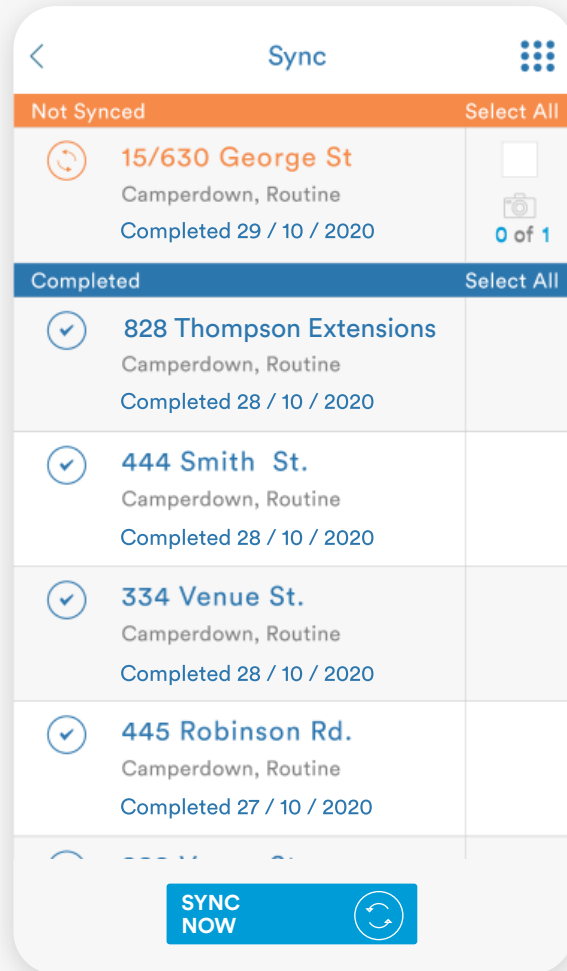 Sync
Not Synced Select All
15/630 George St
Camperdown, Routine
Completed 29 / 10 / 2020
0 of 1
Completed Select All
828 Thompson Extensions
Camperdown, Routine
Completed 28 / 10 / 2020
444 Smith St.
Camperdown, Routine
Completed 28 / 10 / 2020
334 Venue St.
Camperdown, Routine
Completed 28 / 10 / 2020
445 Robinson Rd.
Camperdown, Routine
Completed 27 / 10 / 2020
SYNC
NOW